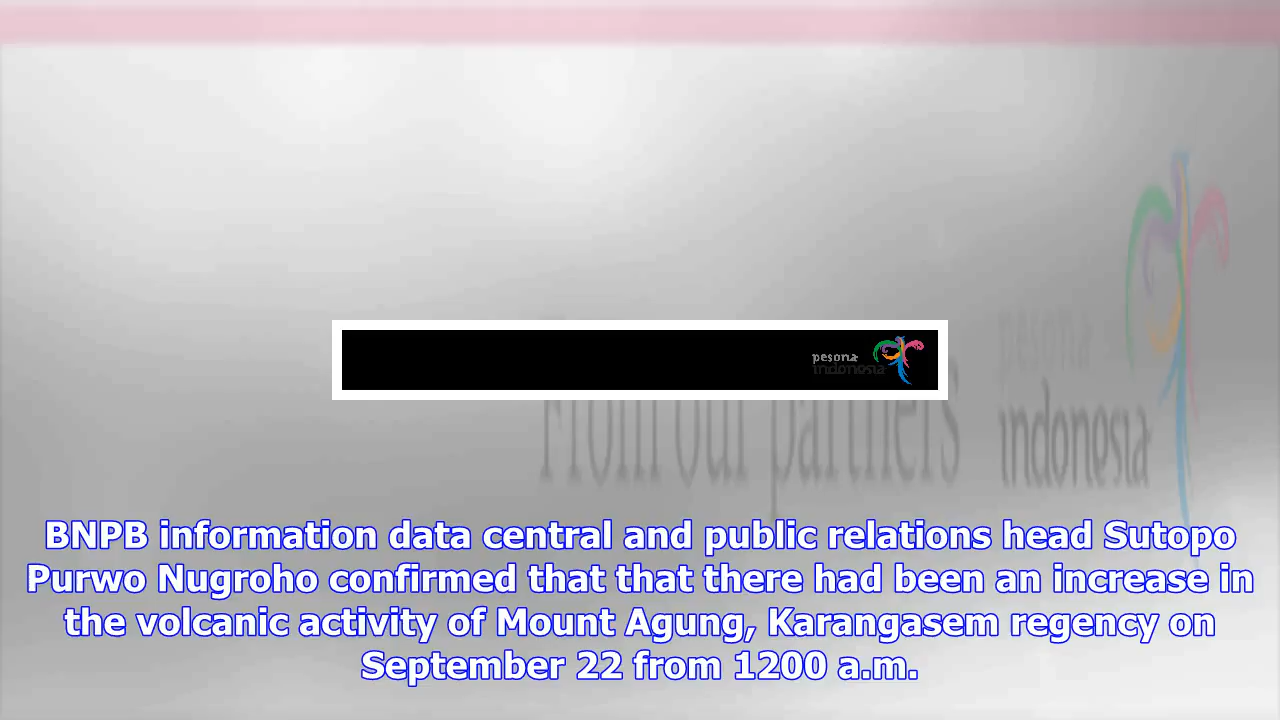 pesona
indonesia
pesona
From our partners
indonesia
BNPB information data central and public relations head Sutopo
Purwo Nugroho confirmed that that there had been an increase in
the volcanic activity of Mount Agung, Karangasem regency on
September 22 from 1200 a.m.